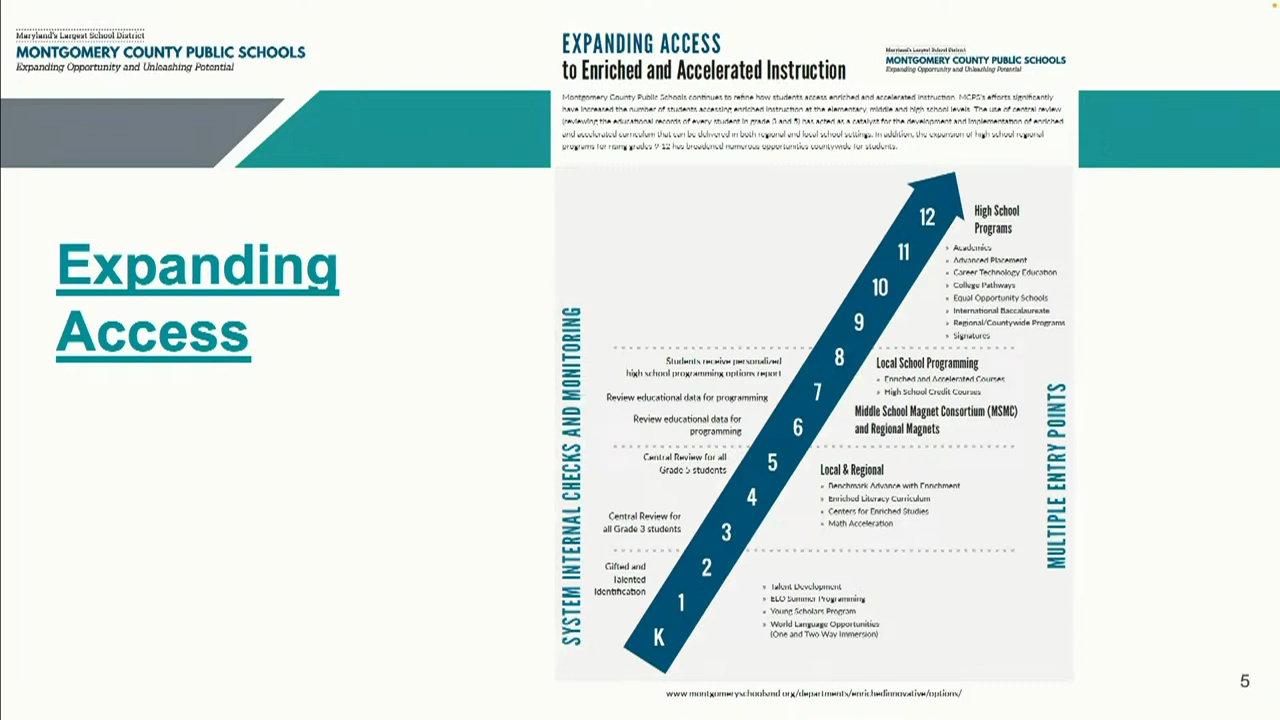 Maryland's Largest School District
MONTGOMERY COUNTY PUBLIC SCHOOLS
Expanding Opportunity and Unleashing Potential
Expanding
Access
EXPANDING ACCESS
to Enriched and Accelerated Instruction
Maryland's Largest School District
MONTGOMERY COUNTY PUBLIC SCHOOLS
Expanding Opportunity and Unleashing Potential
Montgomery County Public Schools continues to refine how students access enriched and accelerated instruction. MCPS's efforts significantly
have increased the number of students accessing enriched instruction at the elementary, middle and high school levels. The use of central review
(reviewing the educational records of every student in grade 3 and 5) has acted as a catalyst for the development and implementation of enriched
and accelerated curriculum that can be delivered in both regional and local school settings. In addition, the expansion of high school regional
programs for rising grades 9-12 has broadened numerous opportunities countywide for students.
SYSTEM INTERNAL CHECKS AND MONITORING
Students receive personalized
high school programming options report
Review educational data for programming
Review educational data for
programming
Central Review for all
Grade 5 students
Central Review for
all Grade 3 students
Gifted and
Talented
Identification
12
11
10
9
8
7
6
5
4
3
2
1
K
High School
Programs
» Academies
» Advanced Placement
» Career Technology Education
» College Pathways
» Equal Opportunity Schools
» International Baccalaureate
» Regional/Countywide Programs
» Signatures
Local School Programming
» Enriched and Accelerated Courses
» High School Credit Courses
Middle School Magnet Consortium (MSMC)
and Regional Magnets
Local & Regional
» Benchmark Advance with Enrichment
» Enriched Literacy Curriculum
» Centers for Enriched Studies
» Math Acceleration
» Talent Development
» ELO Summer Programming
» Young Scholars Program
» World Language Opportunities
(One and Two Way Immersion)
MULTIPLE ENTRY POINTS
www.montgomeryschoolsmd.org/departments/enrichedinnovative/options/
5